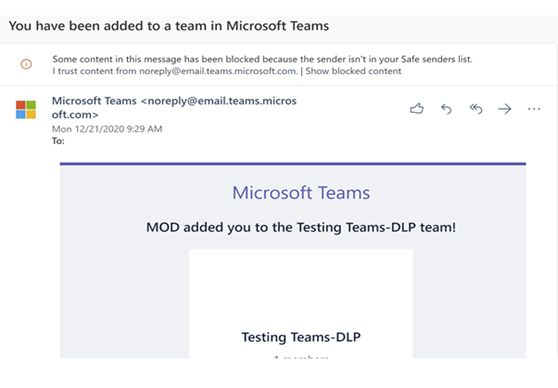 You have been added to a team in Microsoft Teams
Some content in this message has been blocked because the sender isn't in your Safe senders list.
I trust content from noreply@email.teams.microsoft.com. | Show blocked content
Microsoft Teams <noreply@email.teams.micros
oft.com>
Mon 12/21/2020 9:29 AM
To:
Microsoft Teams
MOD added you to the Testing Teams-DLP team!
Testing Teams-DLP